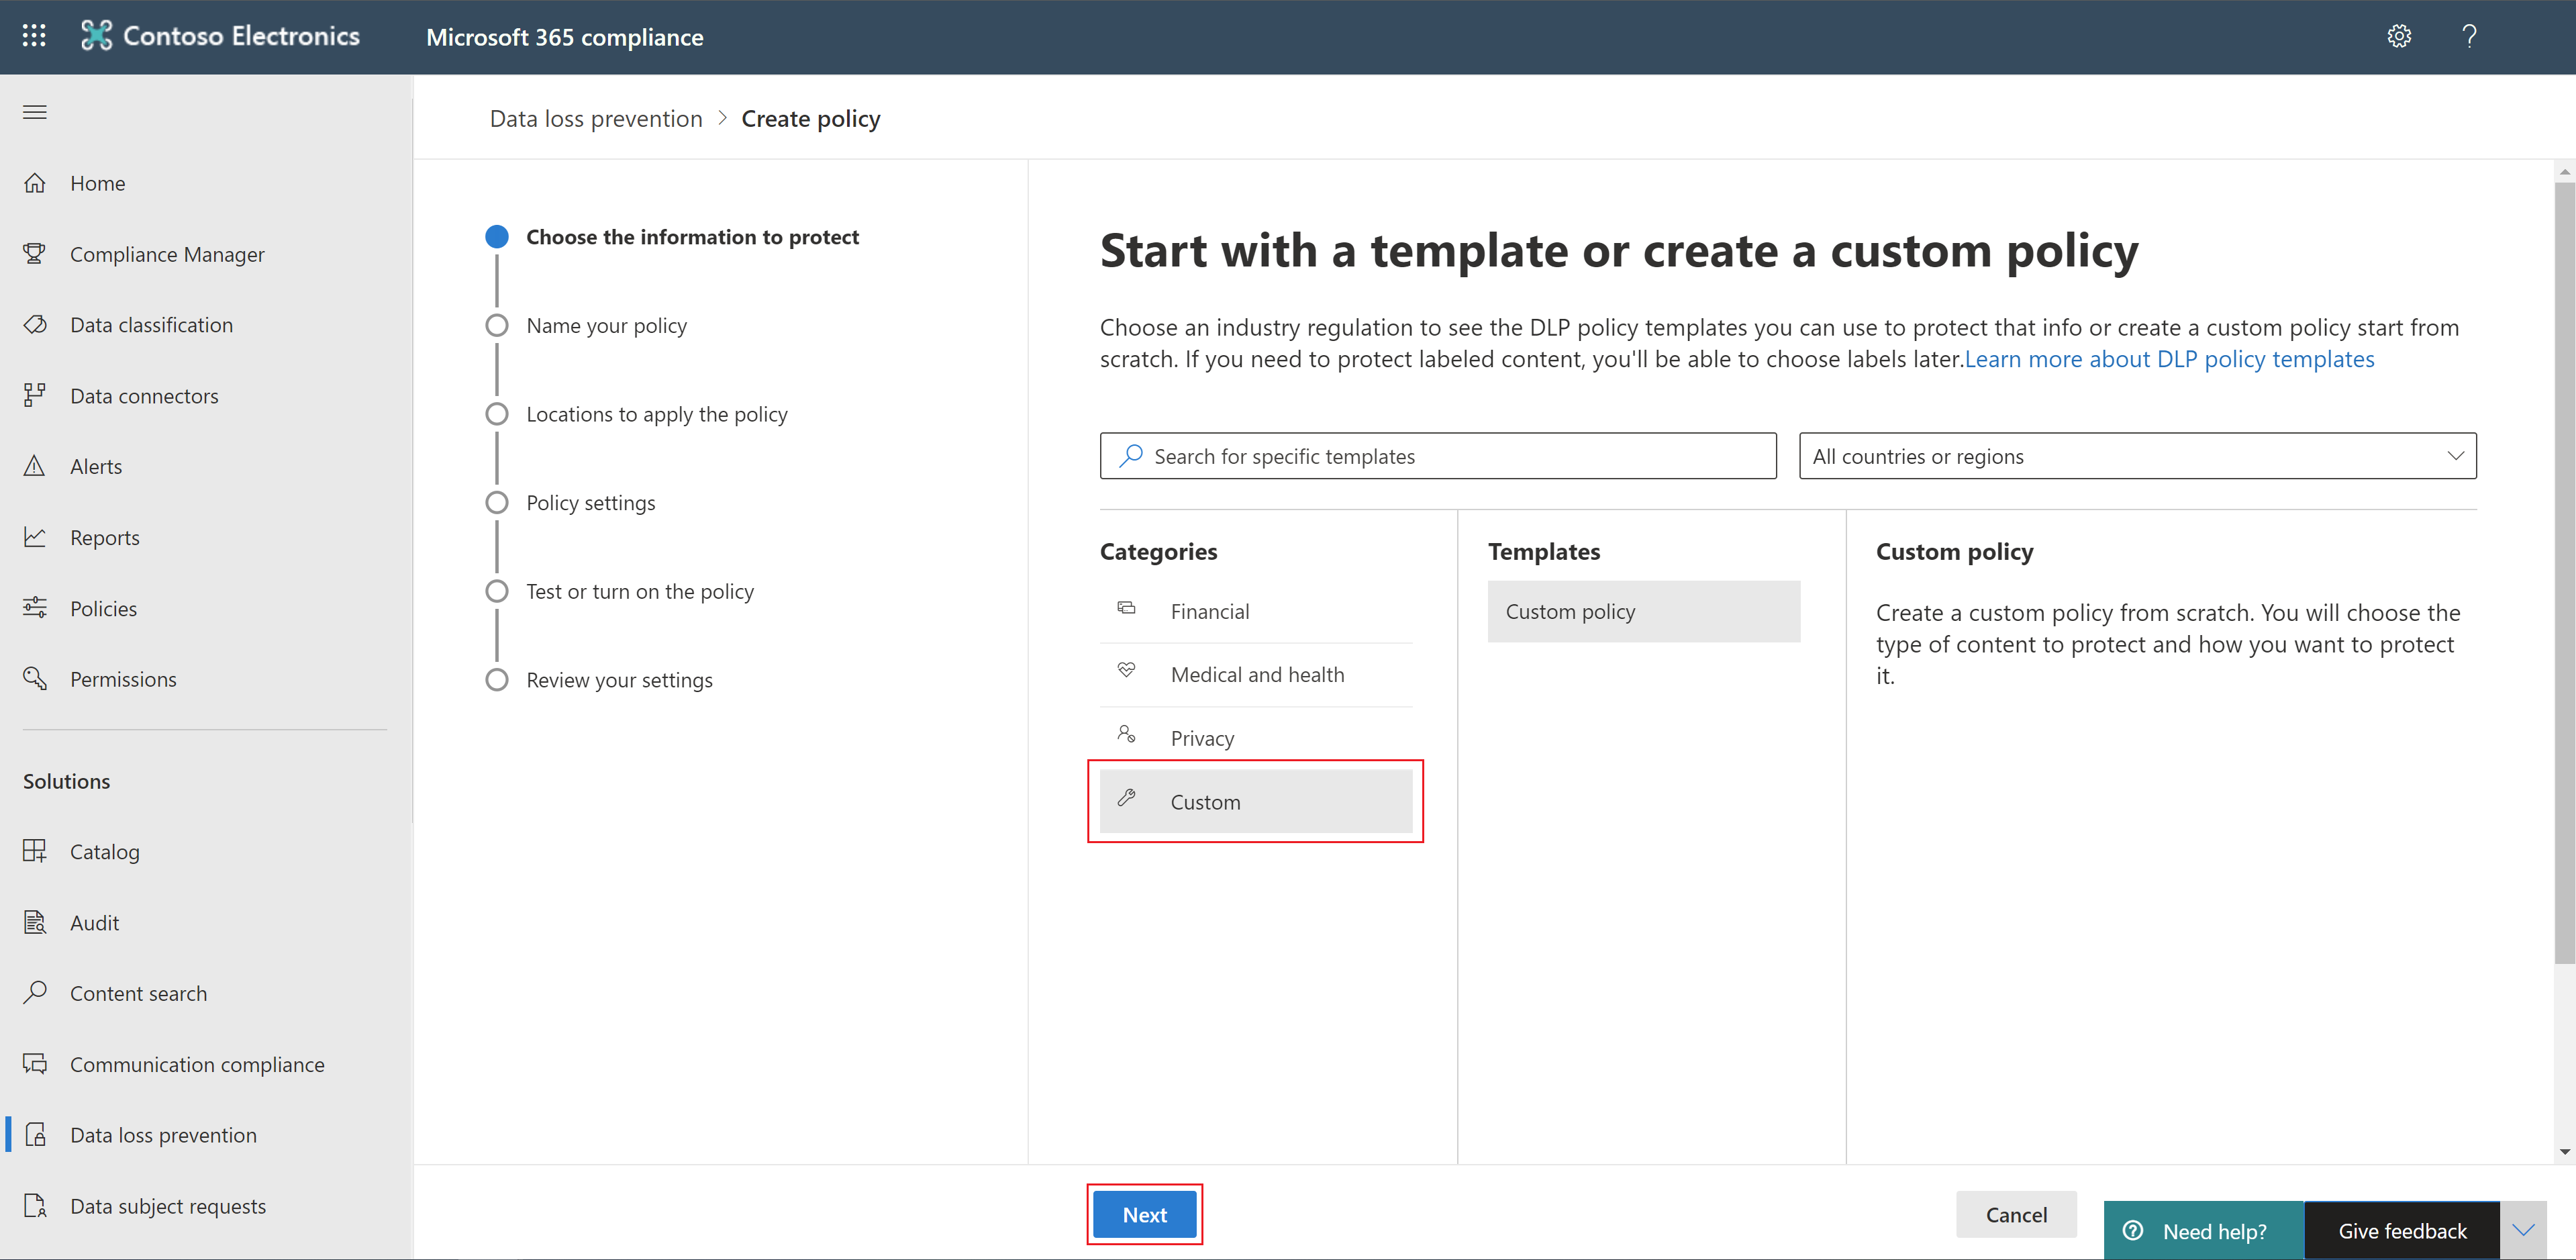 Contoso Electronics
Microsoft 365 compliance
Data loss prevention > Create policy
Home
Compliance Manager
Data classification
Data connectors
Alerts
Reports
Policies
Permissions
Solutions
Catalog
Audit
Content search
Communication compliance
Data loss prevention
Data subject requests
Choose the information to protect
Name your policy
Locations to apply the policy
Policy settings
Test or turn on the policy
Review your settings
Start with a template or create a custom policy
Choose an industry regulation to see the DLP policy templates you can use to protect that info or create a custom policy start from
scratch. If you need to protect labeled content, you'll be able to choose labels later.Learn more about DLP policy templates
Search for specific templates
All countries or regions
Categories
Financial
Medical and health
Privacy
Custom
Templates
Custom policy
Custom policy
Create a custom policy from scratch. You will choose the
type of content to protect and how you want to protect
it.
Next
Cancel
Need help?
Give feedback